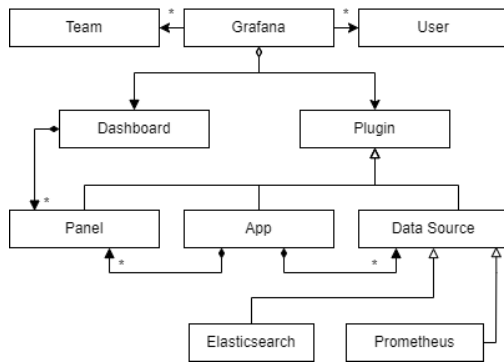 Team
*
Grafana
*
User
Dashboard
Plugin
*
Panel
App
Data Source
*
*
Elasticsearch
Prometheus